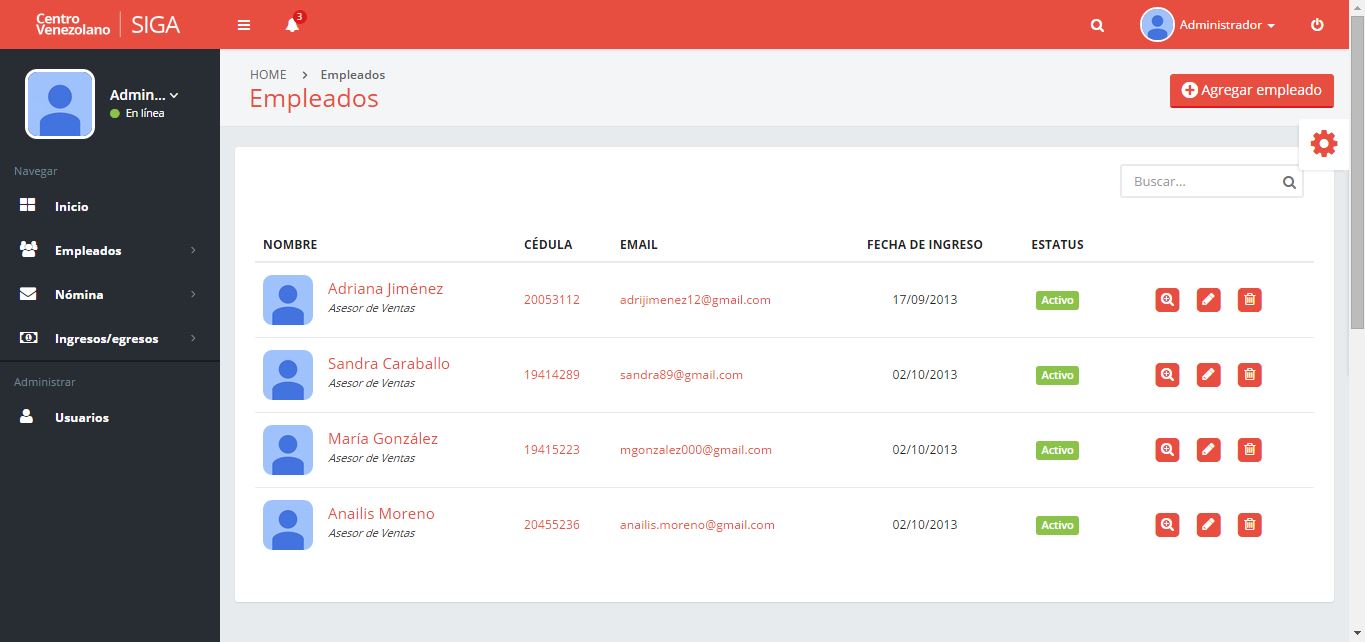 Centro
Venezolano
SIGA
3
Administrador
Admin...
En línea
Navegar
Inicio
Empleados
Nómina
Ingresos/egresos
Administrar
Usuarios
HOME > Empleados
Empleados
Agregar empleado
Buscar...
NOMBRE CÉDULA EMAIL FECHA DE INGRESO ESTATUS
Adriana Jiménez
Asesor de Ventas
20053112 adrijimenez12@gmail.com 17/09/2013 Activo
Sandra Caraballo
Asesor de Ventas
19414289 sandra89@gmail.com 02/10/2013 Activo
María González
Asesor de Ventas
19415223 mgonzalez000@gmail.com 02/10/2013 Activo
Anailis Moreno
Asesor de Ventas
20455236 anailis.moreno@gmail.com 02/10/2013 Activo